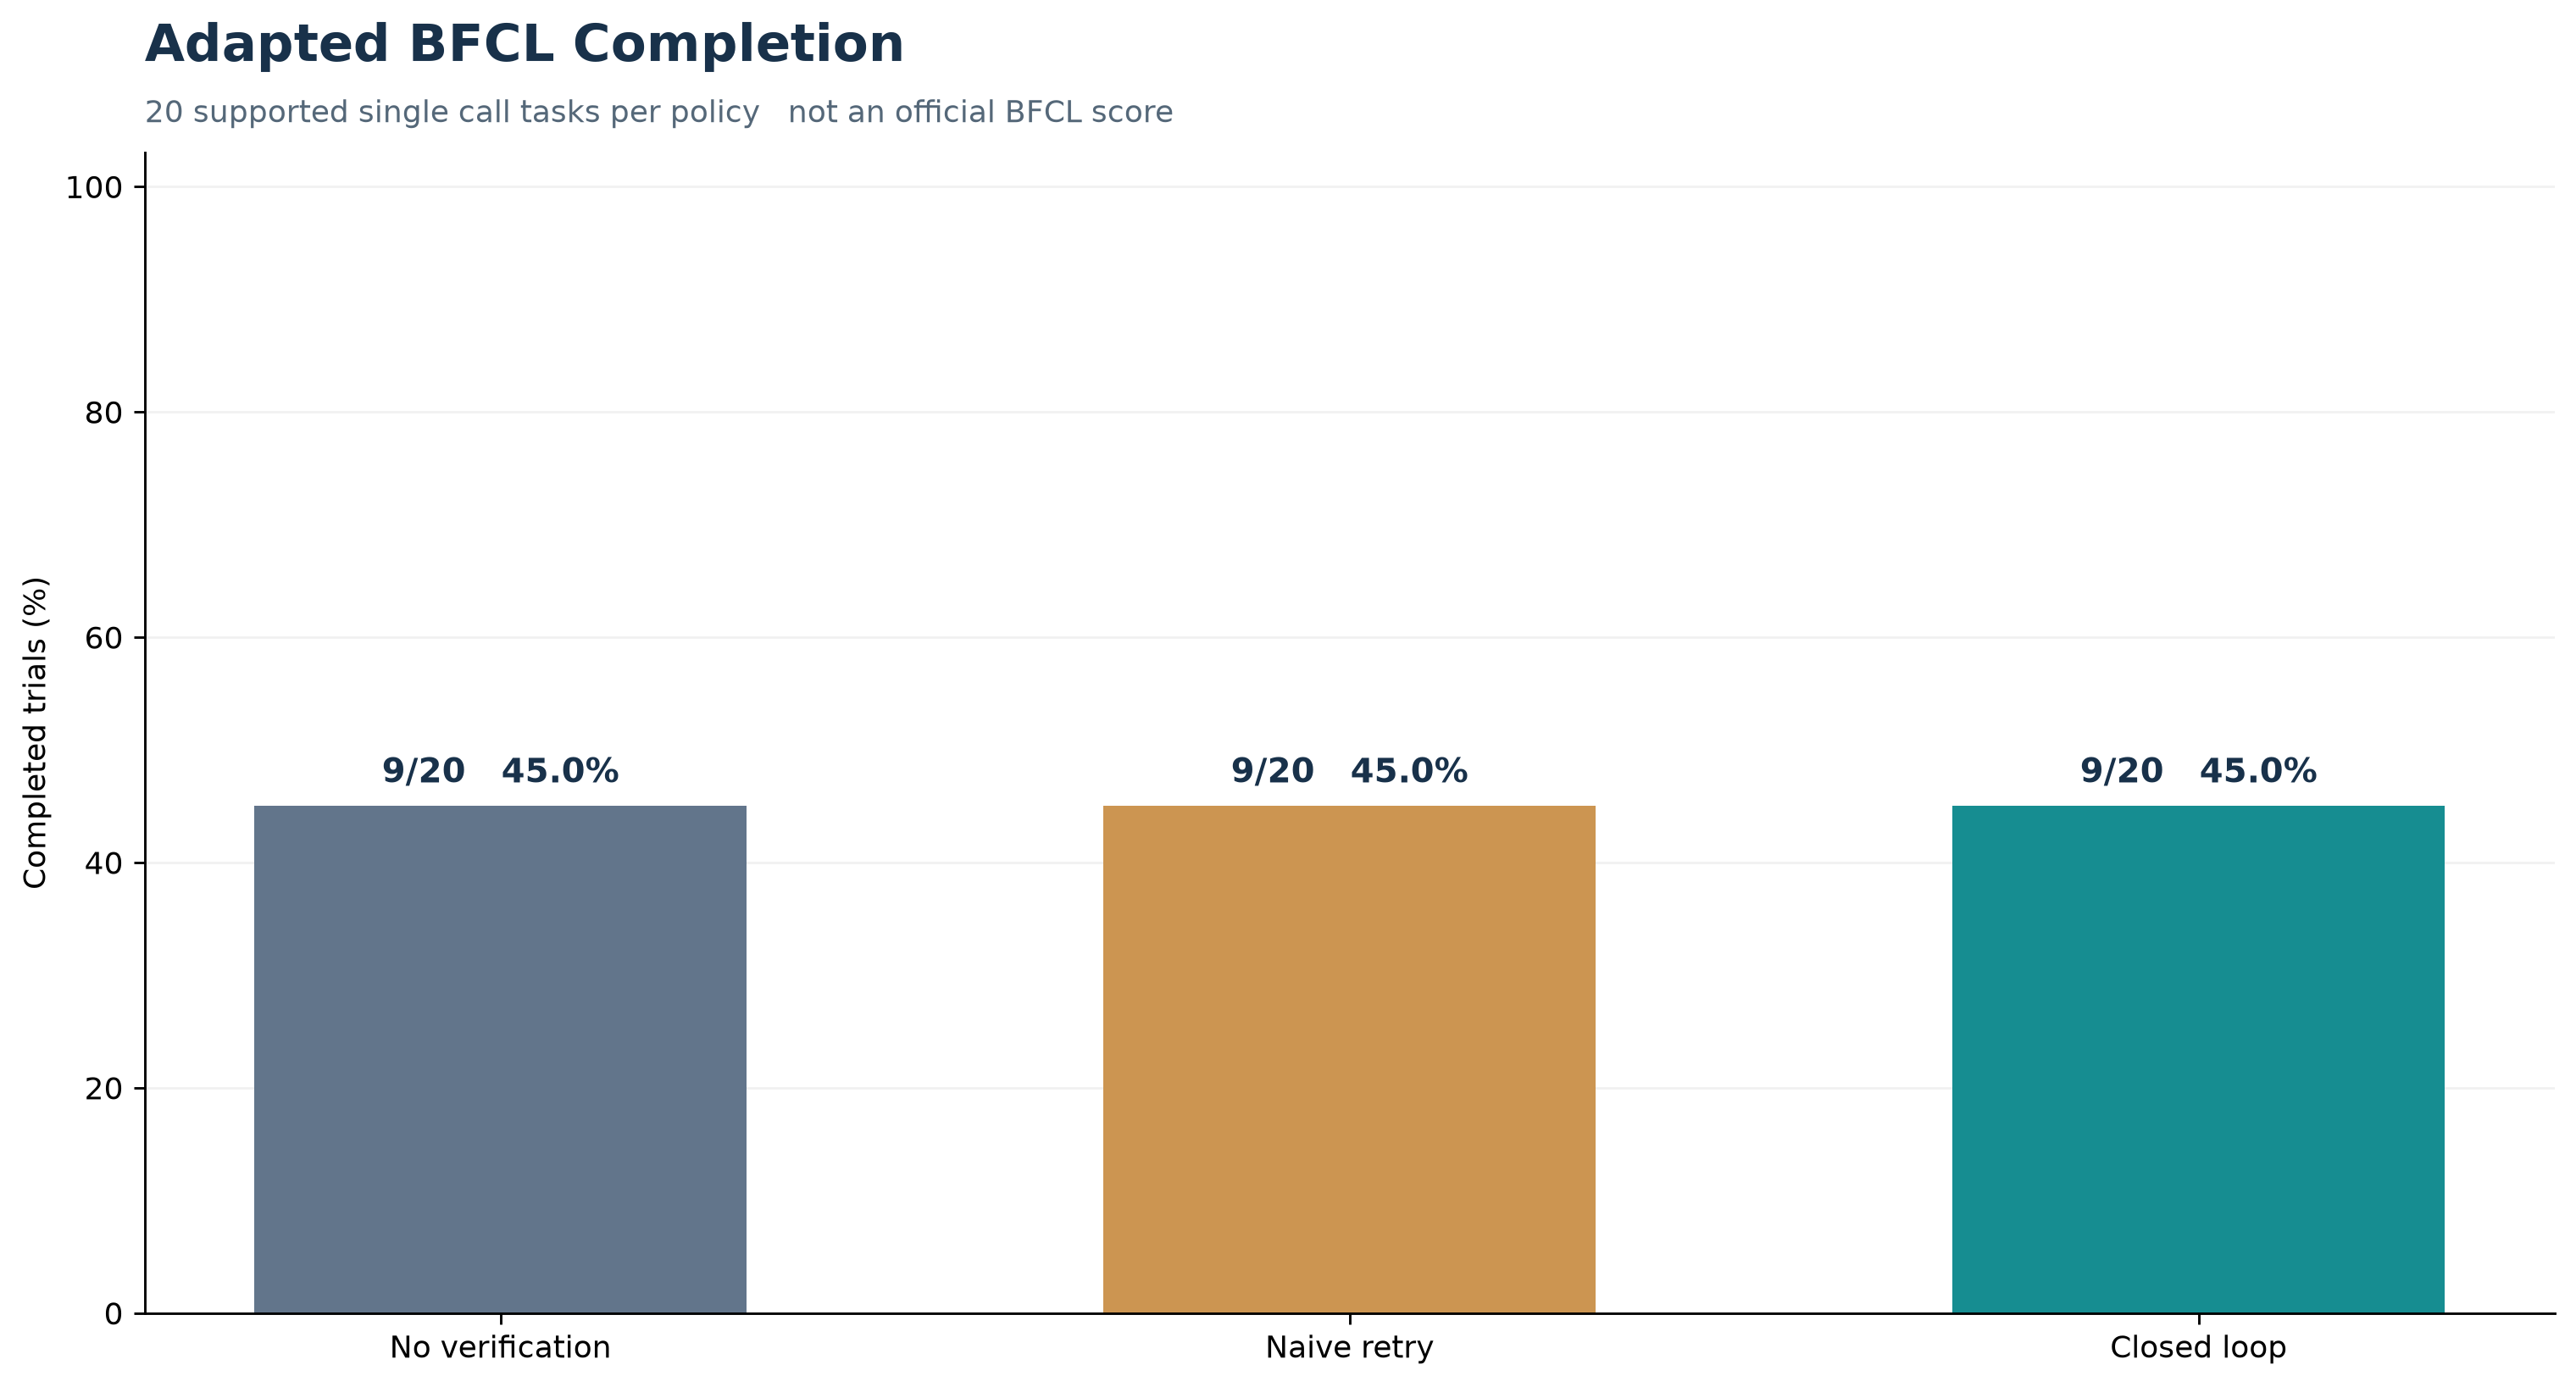 Adapted BFCL Completion
20 supported single call tasks per policy   not an official BFCL score
Completed trials (%)
100
80
60
40
20
0
9/20   45.0%
9/20   45.0%
9/20   45.0%
No verification
Naive retry
Closed loop